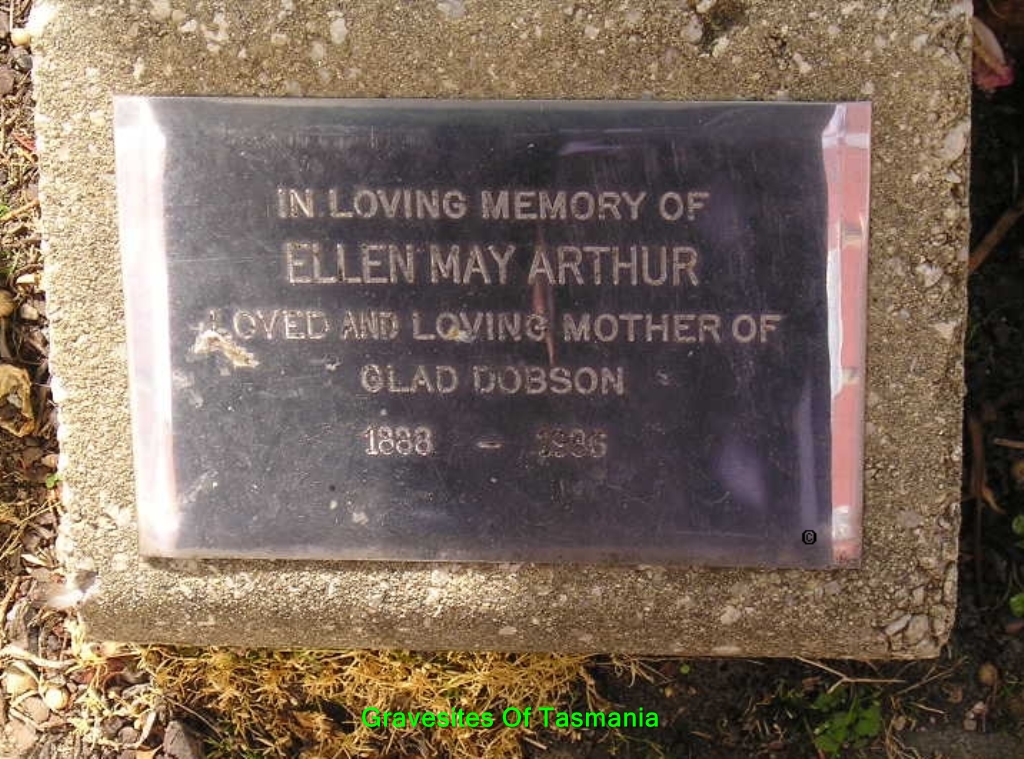 IN LOVING MEMORY OF
ELLEN MAY ARTHUR
LOVED AND LOVING MOTHER OF
GLAD DOBSON
1888 –
©
Gravesites Of Tasmania